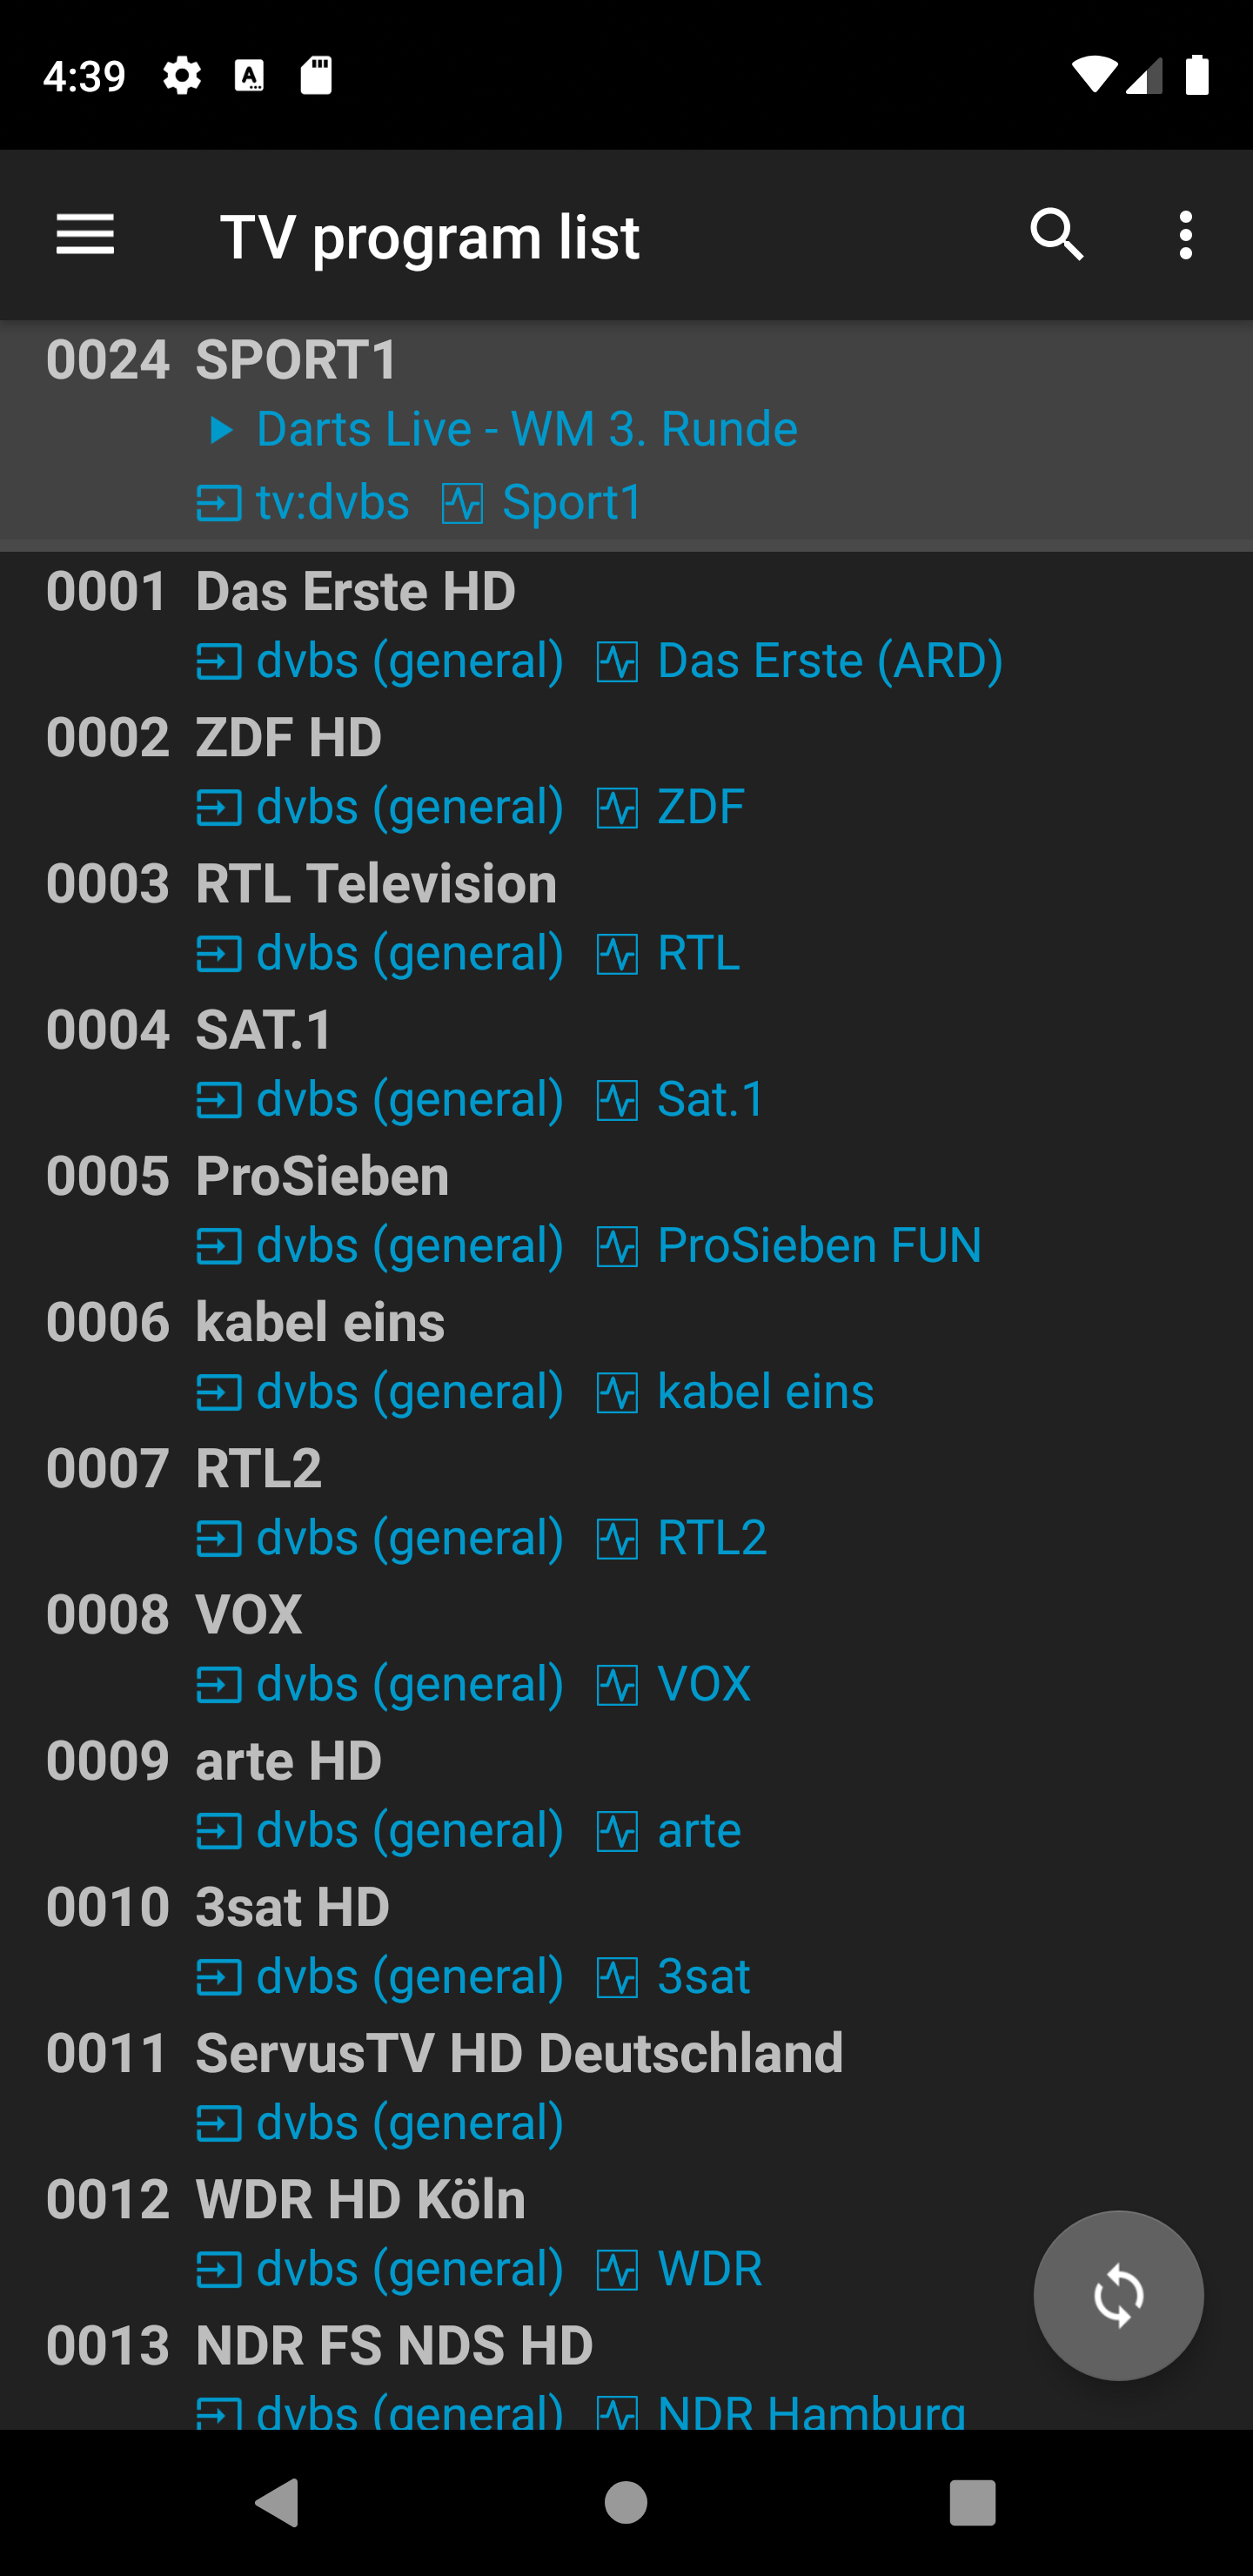 4:39
TV program list
0024 SPORT1
Darts Live - WM 3. Runde
tv:dvbs Sport1
0001 Das Erste HD
dvbs (general) Das Erste (ARD)
0002 ZDF HD
dvbs (general) ZDF
0003 RTL Television
dvbs (general) RTL
0004 SAT.1
dvbs (general) Sat.1
0005 ProSieben
dvbs (general) ProSieben FUN
0006 kabel eins
dvbs (general) kabel eins
0007 RTL2
dvbs (general) RTL2
0008 VOX
dvbs (general) VOX
0009 arte HD
dvbs (general) arte
0010 3sat HD
dvbs (general) 3sat
0011 ServusTV HD Deutschland
dvbs (general)
0012 WDR HD Köln
dvbs (general) WDR
0013 NDR FS NDS HD
dvbs (general) NDR Hamburg